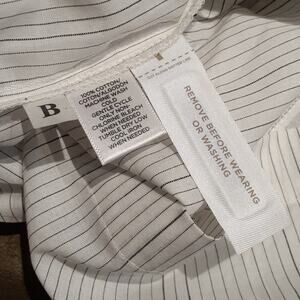 B
100% COTTON/
COTON/ALGODON
MACHINE WASH
COLD
GENTLE CYCLE
ONLY NON-
CHLORINE BLEACH
WHEN NEEDED
TUMBLE DRY LOW
COOL IRON
WHEN NEEDED
REMOVE BEFORE WEARING
OR WASHING